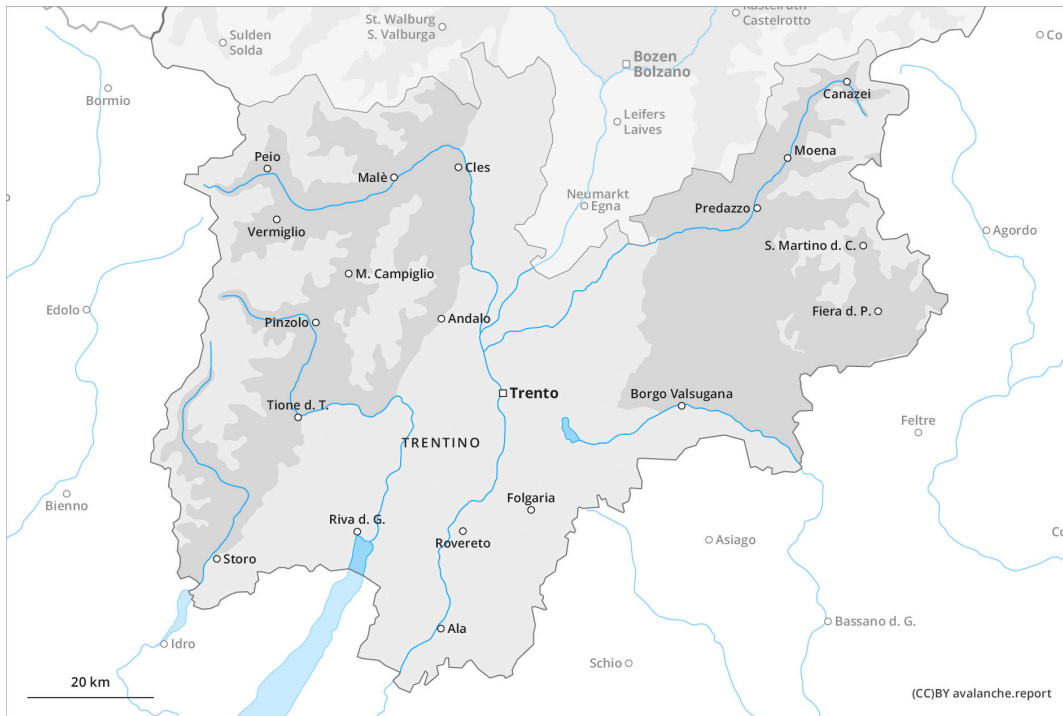 St. Walburg
S. Valburga
Kastelruth
Castelrotto
Sulden
Solda
Co
Bozen
Bolzano
Bormio
Canazei
Leifers
Laives
Moena
Peio
Malè
Cles
Neumarkt
Egna
Predazzo
Vermiglio
Agordo
S. Martino d. C.
M. Campiglio
Edolo
Pinzolo
Andalo
Fiera d. P.
Trento
Borgo Valsugana
Tione d. T.
Feltre
TRENTINO
Bienno
Folgaria
Riva d. G.
Rovereto
Asiago
Co
Storo
Ala
Bassano d. G.
Idro
Schio
20 km
(CC)BY avalanche.report